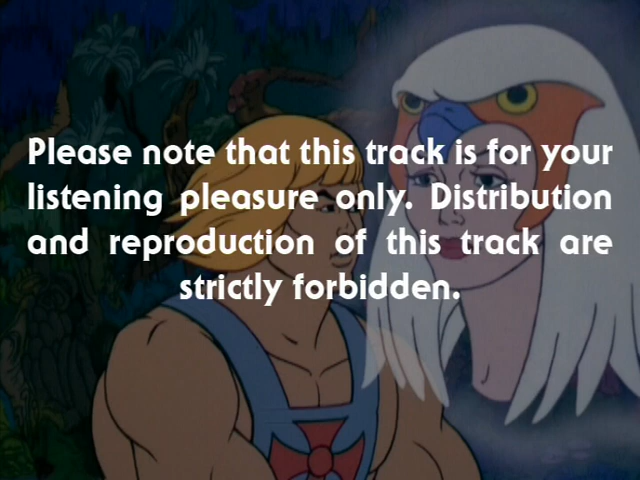 Please note that this track is for your
listening pleasure only. Distribution
and reproduction of this track are
strictly forbidden.